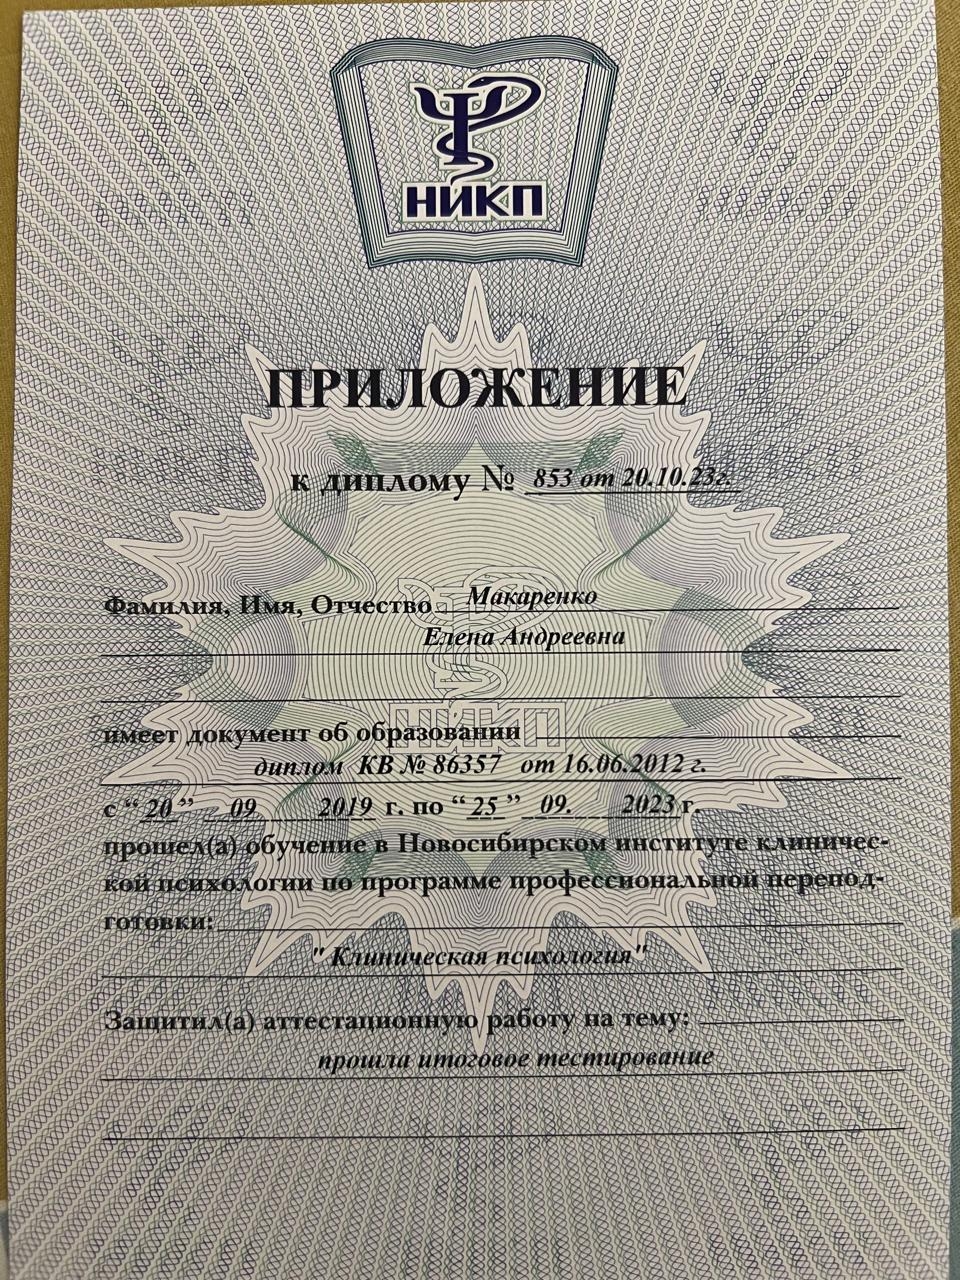 НИКП
ПРИЛОЖЕНИЕ
к диплому № 853 от 20.10.23г.
Фамилия, Имя, Отчество Макаренко
Елена Андреевна
НИКП
имеет документ об образовании
диплом КВ № 86357 от 16.06.2012 г.
с “ 20 ” 09 2019 г. по “ 25 ” 09. 2023 г.
прошел(а) обучение в Новосибирском институте клиничес-
кой психологии по программе профессиональной перепод-
готовки:
" Клиническая психология"
Защитил(а) аттестационную работу на тему:
прошла итоговое тестирование